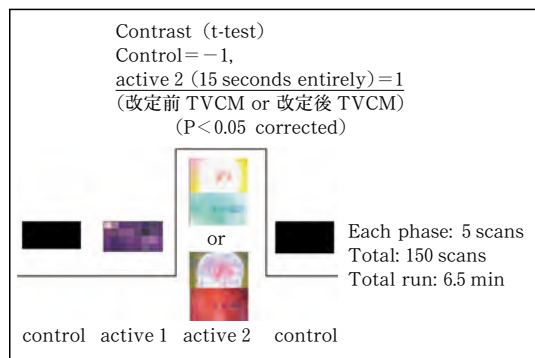 Contrast (t-test)
Control=−1,
active 2 (15 seconds entirely)=1
(改定前 TVCM or 改定後 TVCM)
(P<0.05 corrected)
or
Each phase: 5 scans
Total: 150 scans
Total run: 6.5 min
control active 1 active 2 control